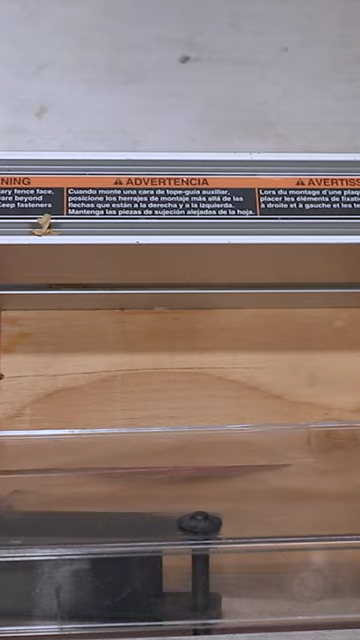 NING
ary fence face,
are beyond
Keep fasteners
⚠ ADVERTENCIA
Cuando monte una cara de tope-guía auxiliar,
posicione los herrajes de montaje más allá de las
flechas que están a la derecha y a la izquierda.
Mantenga las piezas de sujeción alejadas de la hoja.
⚠ AVERTISS
Lors du montage d'une plaq
placer les éléments de fixati
à droite et à gauche et les te